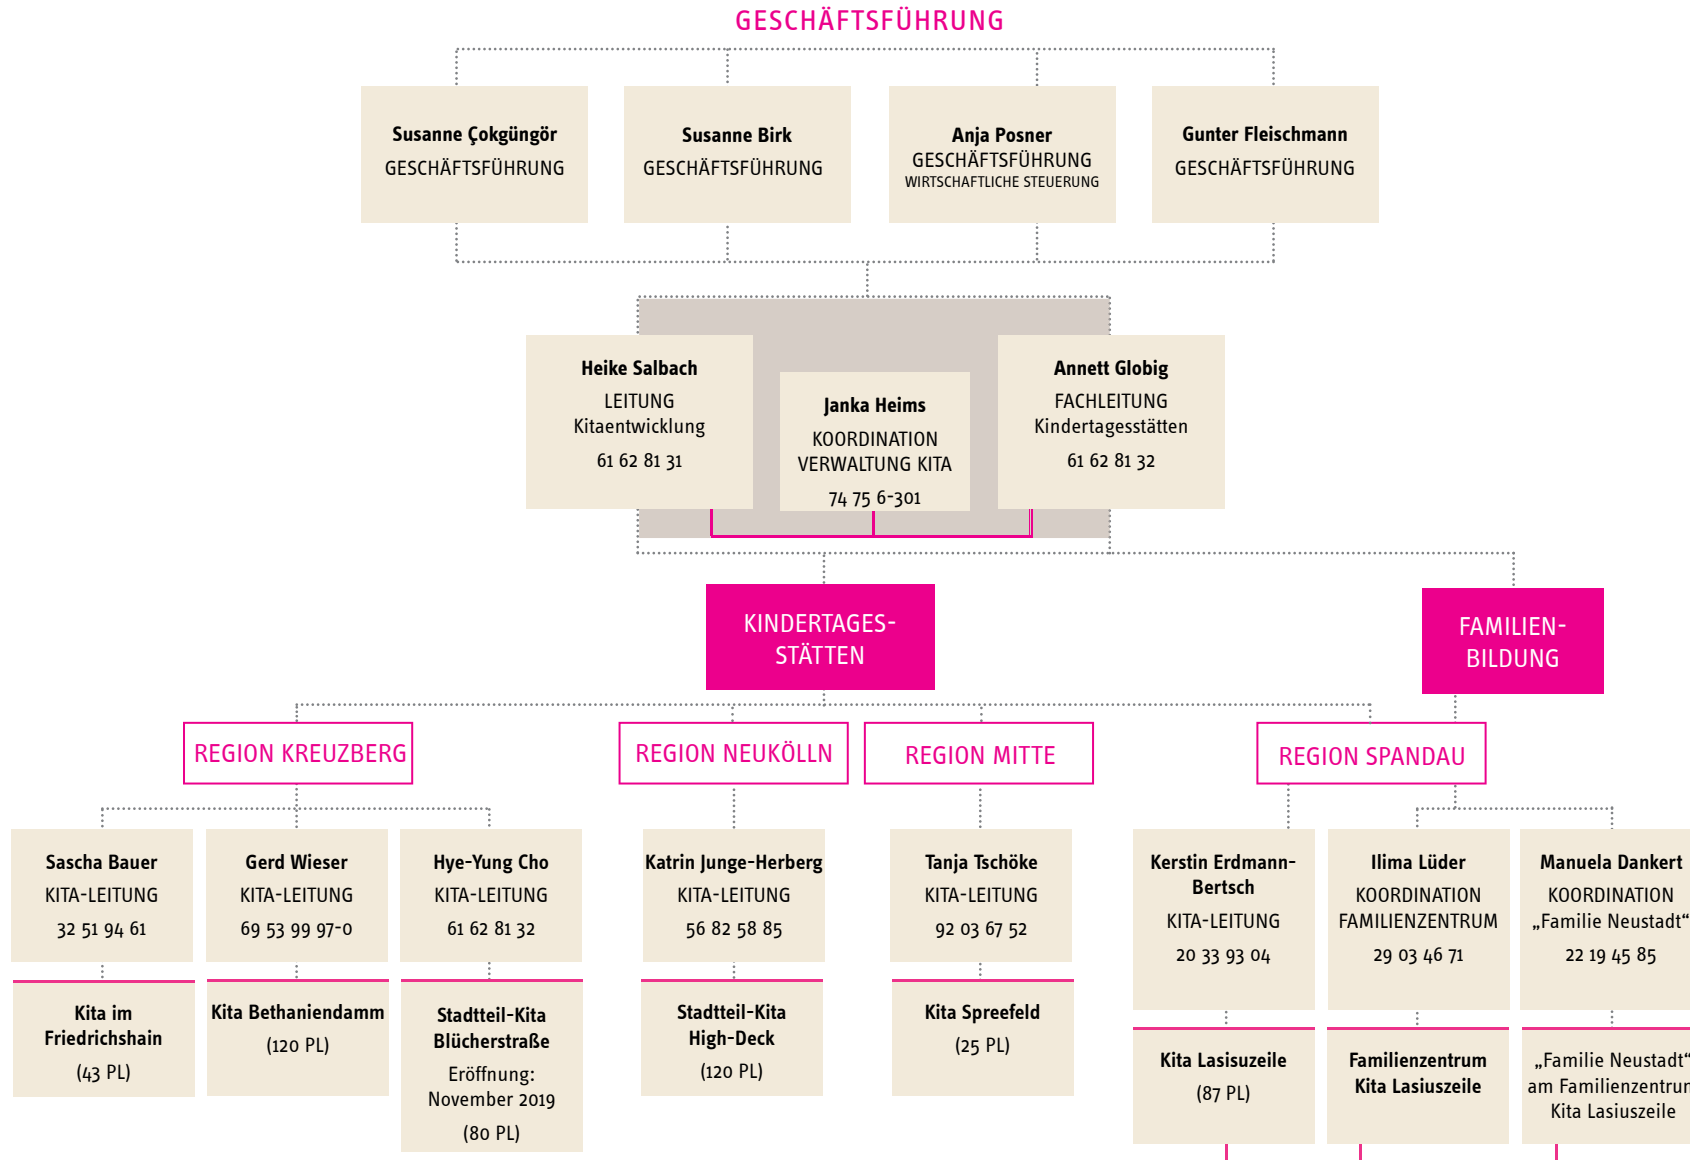 GESCHÄFTSFÜHRUNG
Susanne Çokgüngör
GESCHÄFTSFÜHRUNG
Susanne Birk
GESCHÄFTSFÜHRUNG
Anja Posner
GESCHÄFTSFÜHRUNG
WIRTSCHAFTLICHE STEUERUNG
Gunter Fleischmann
GESCHÄFTSFÜHRUNG
Heike Salbach
LEITUNG
Kitaentwicklung
61 62 81 31
Janka Heims
KOORDINATION
VERWALTUNG KITA
74 75 6-301
Annett Globig
FACHLEITUNG
Kindertagesstätten
61 62 81 32
KINDERTAGES-
STÄTTEN
FAMILIEN-
BILDUNG
REGION KREUZBERG
REGION NEUKÖLLN
REGION MITTE
REGION SPANDAU
Sascha Bauer
KITA-LEITUNG
32 51 94 61
Gerd Wieser
KITA-LEITUNG
69 53 99 97-0
Hye-Yung Cho
KITA-LEITUNG
61 62 81 32
Katrin Junge-Herberg
KITA-LEITUNG
56 82 58 85
Tanja Tschöke
KITA-LEITUNG
92 03 67 52
Kerstin Erdmann-
Bertsch
KITA-LEITUNG
20 33 93 04
Ilima Lüder
KOORDINATION
FAMILIENZENTRUM
29 03 46 71
Manuela Dankert
KOORDINATION
„Familie Neustadt“
22 19 45 85
Kita im
Friedrichshain
(43 PL)
Kita Bethaniendamm
(120 PL)
Stadtteil-Kita
Blücherstraße
Eröffnung:
November 2019
(80 PL)
Stadtteil-Kita
High-Deck
(120 PL)
Kita Spreefeld
(25 PL)
Kita Lasisuzeile
(87 PL)
Familienzentrum
Kita Lasiuszeile
„Familie Neustadt“
am Familienzentrum
Kita Lasiuszeile